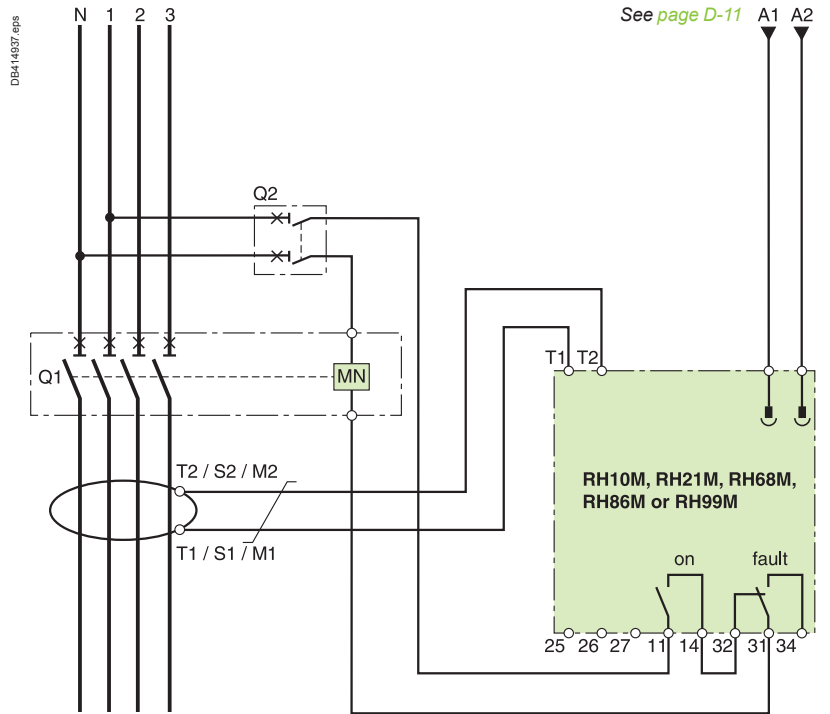 DB414937.eps
N 1 2 3
See page D-11 A1 A2
Q2
Q1
MN
T1 T2
T2 / S2 / M2
T1 / S1 / M1
RH10M, RH21M, RH68M,
RH86M or RH99M
on fault
25 26 27 11 14 32 31 34